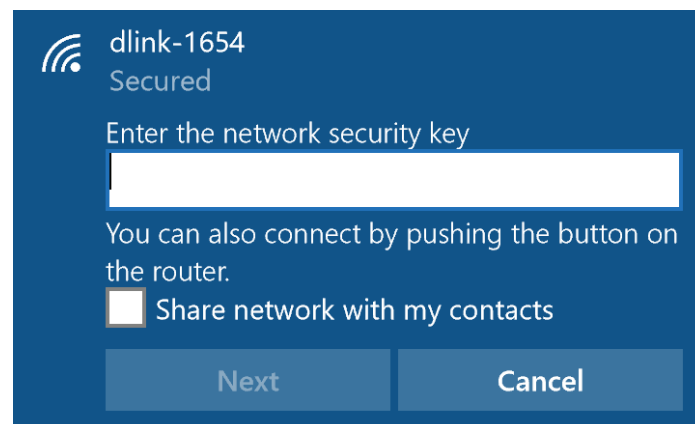 dlink-1654
Secured
Enter the network security key
You can also connect by pushing the button on
the router.
Share network with my contacts
Next
Cancel